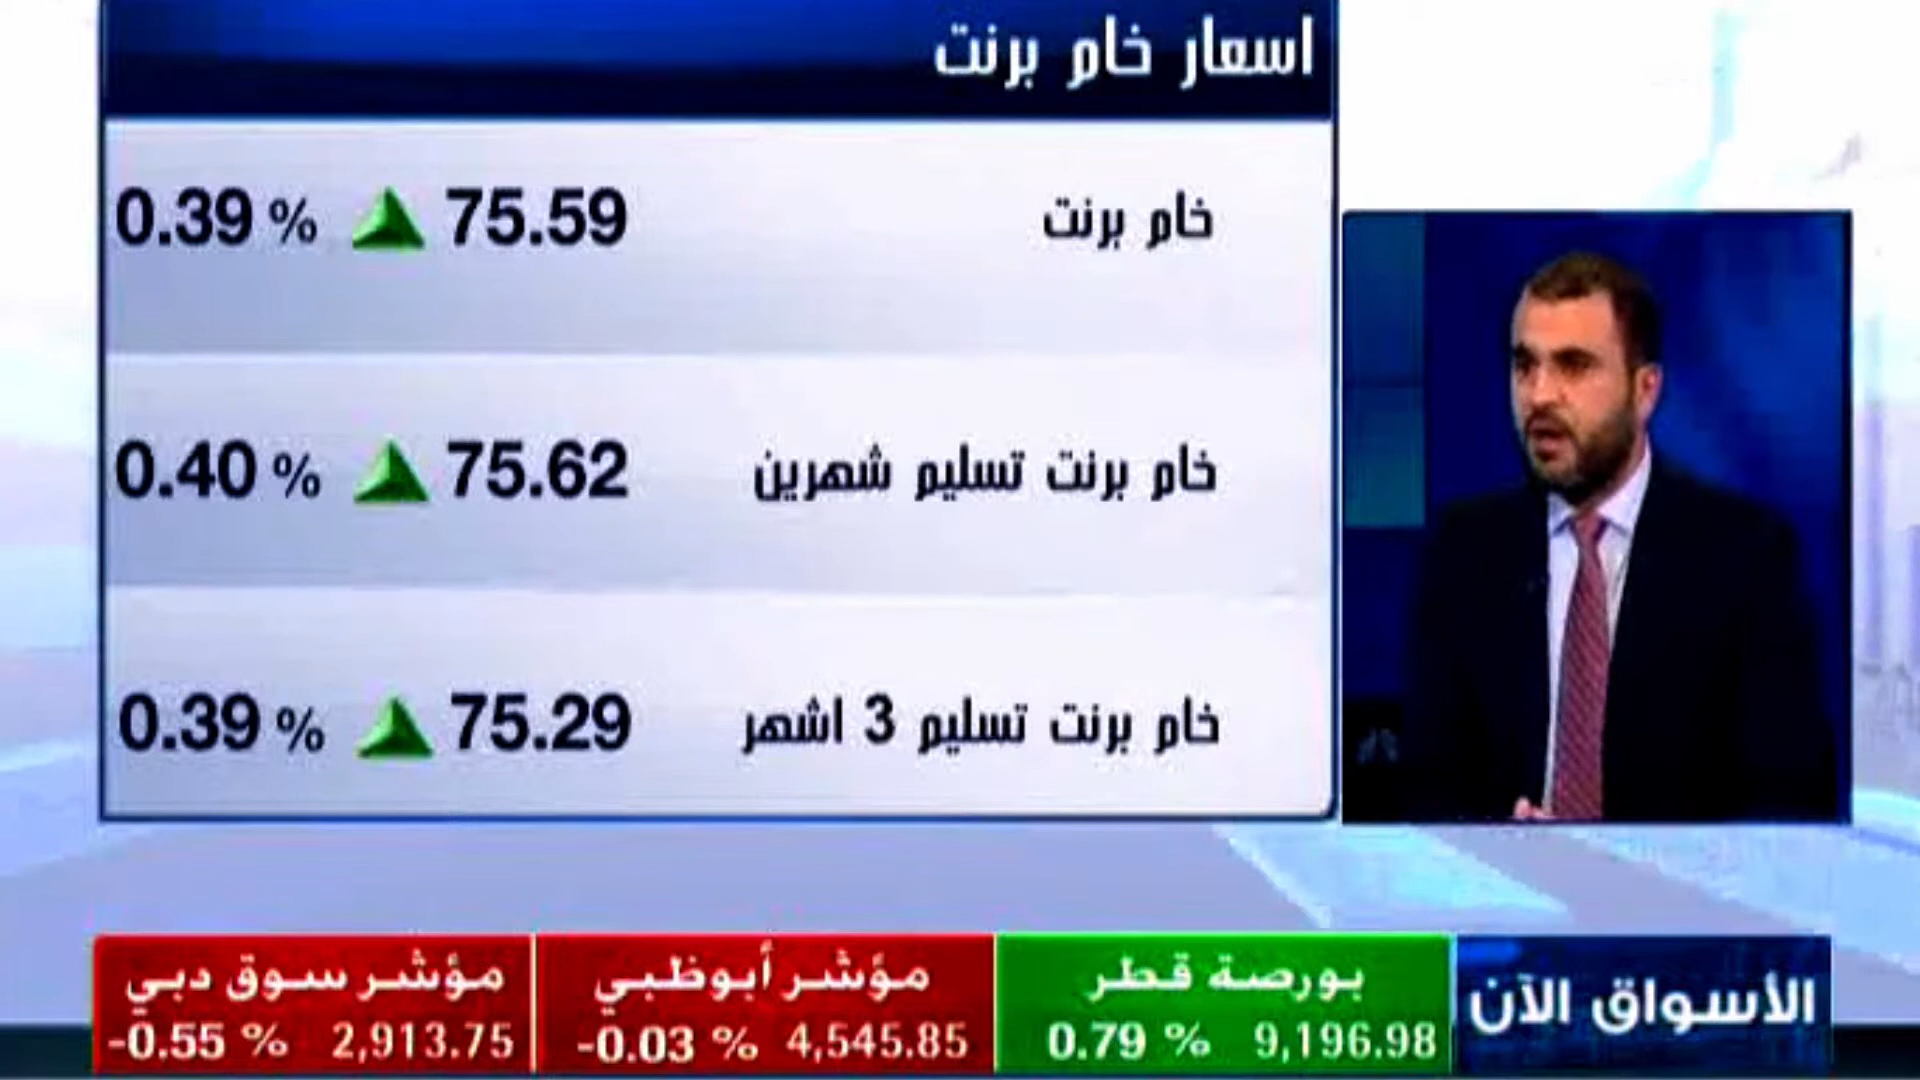 اسعار خام برنت
خام برنت 75.59 0.39 %
خام برنت تسليم شهرين 75.62 0.40 %
خام برنت تسليم 3 اشهر 75.29 0.39 %
الأسواق الآن
بورصة قطر
9,196.98 0.79 %
مؤشر أبوظبي
4,545.85 -0.03 %
مؤشر سوق دبي
2,913.75 -0.55 %